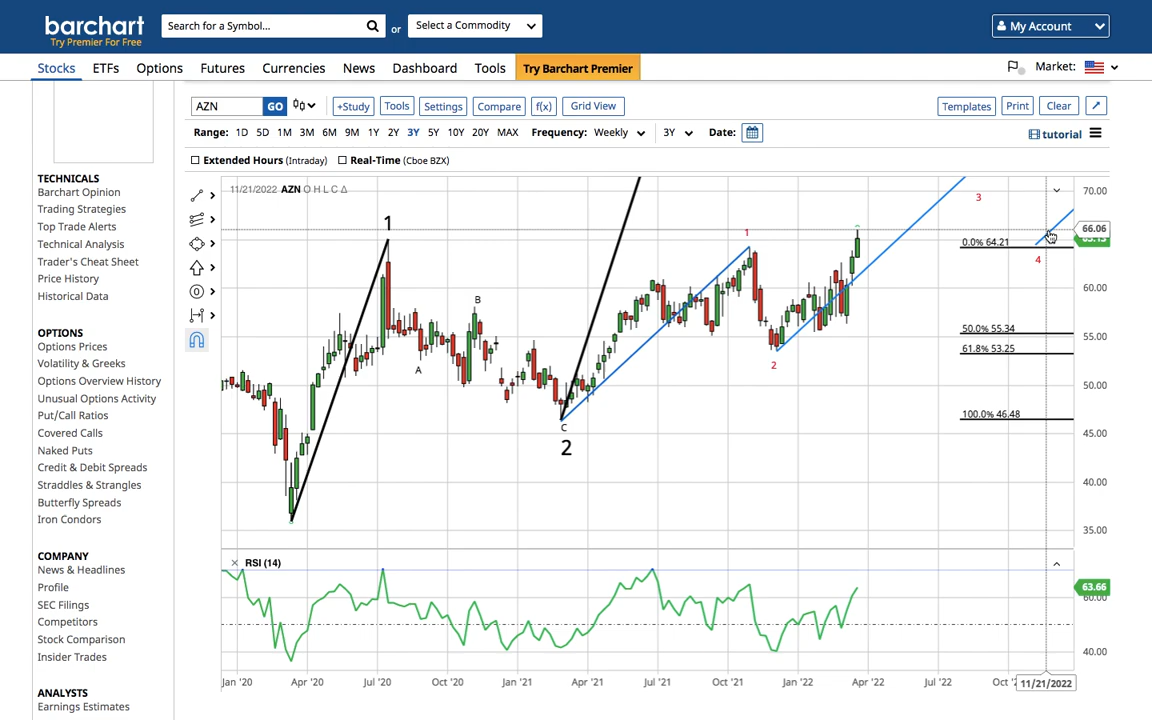 barchart
Try Premier For Free
Search for a Symbol...
or
Select a Commodity
My Account
Stocks ETFs Options Futures Currencies News Dashboard Tools Try Barchart Premier
Market:
AZN GO +Study Tools Settings Compare f(x) Grid View Templates Print Clear
Range: 1D 5D 1M 3M 6M 9M 1Y 2Y 3Y 5Y 10Y 20Y MAX Frequency: Weekly 3Y Date:
tutorial
Extended Hours (Intraday) Real-Time (Cboe BZX)
TECHNICALS
Barchart Opinion
Trading Strategies
Top Trade Alerts
Technical Analysis
Trader's Cheat Sheet
Price History
Historical Data
OPTIONS
Options Prices
Volatility & Greeks
Options Overview History
Unusual Options Activity
Put/Call Ratios
Covered Calls
Naked Puts
Credit & Debit Spreads
Straddles & Strangles
Butterfly Spreads
Iron Condors
COMPANY
News & Headlines
Profile
SEC Filings
Competitors
Stock Comparison
Insider Trades
ANALYSTS
Earnings Estimates
11/21/2022 AZN O H L C Δ
70.00
3
1
1
66.06
0.0% 64.21
4
60.00
B
50.0% 55.34
55.00
61.8% 53.25
2
A
50.00
100.0% 46.48
C
2
45.00
40.00
35.00
RSI (14)
63.66
60.00
40.00
Jan '20 Apr '20 Jul '20 Oct '20 Jan '21 Apr '21 Jul '21 Oct '21 Jan '22 Apr '22 Jul '22 Oct '
11/21/2022